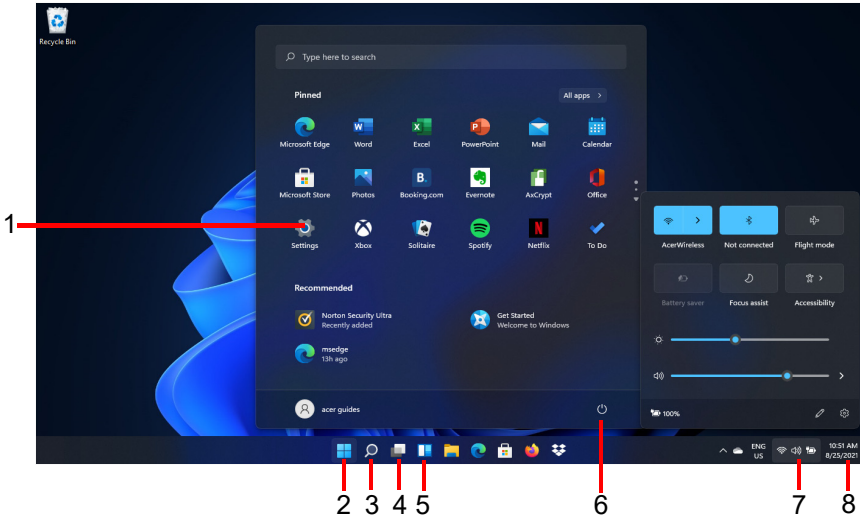 Recycle Bin
Type here to search
Pinned
All apps >
Microsoft Edge Word Excel PowerPoint Mail Calendar
Microsoft Store Photos Booking.com Evernote AxCrypt Office
1
Settings Xbox Solitaire Spotify Netflix To Do
AcerWireless Not connected Flight mode
Battery saver Focus assist Accessibility
Recommended
Norton Security Ultra
Recently added
Get Started
Welcome to Windows
msedge
13h ago
acer guides
100%
ENG
US
10:51 AM
8/25/2021
2 3 4 5 6 7 8